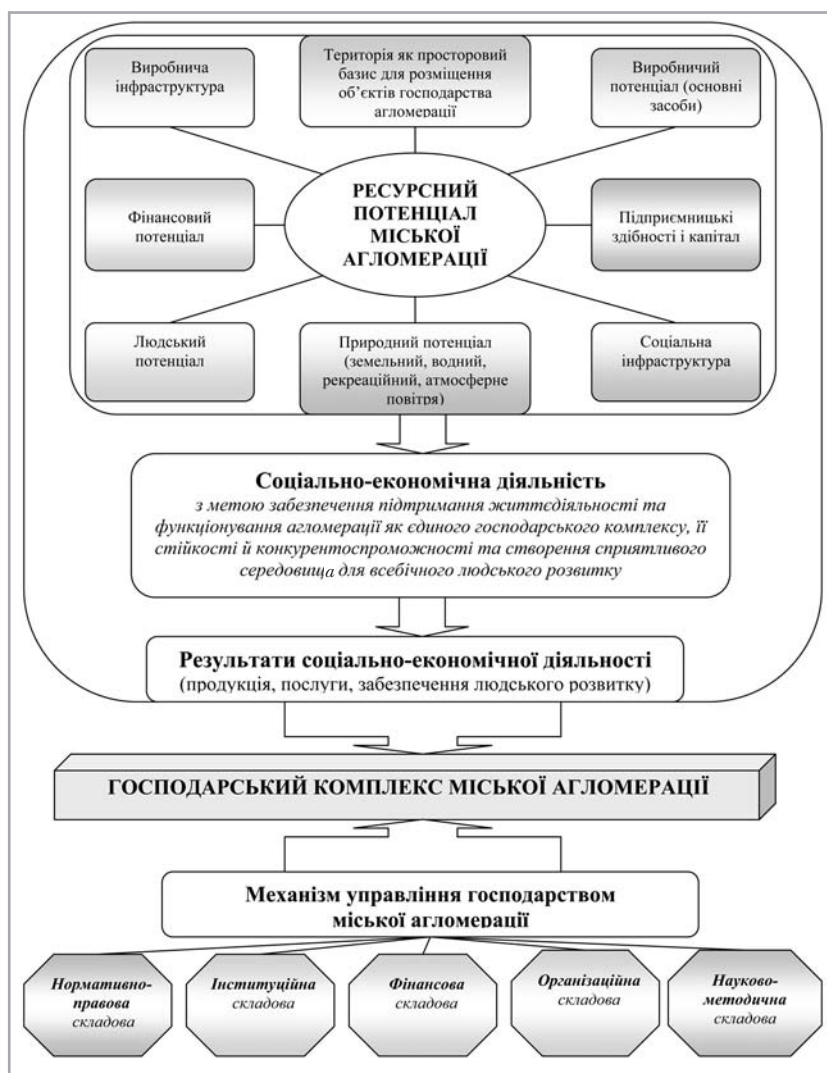 Виробнича
інфраструктура
Територія як просторовий
базис для розміщення
об’єктів господарства
агломерації
Виробничий
потенціал (основні
засоби)
Фінансовий
потенціал
РЕСУРСНИЙ
ПОТЕНЦІАЛ
МІСЬКОЇ
АГЛОМЕРАЦІЇ
Підприємницькі
здібності і капітал
Людський
потенціал
Природний потенціал
(земельний, водний,
рекреаційний, атмосферне
повітря)
Соціальна
інфраструктура
Соціально-економічна діяльність
з метою забезпечення підтримання життєдіяльності та
функціонування агломерації як єдиного господарського комплексу, її
стійкості й конкурентоспроможності та створення сприятливого
середовища для всебічного людського розвитку
Результати соціально-економічної діяльності
(продукція, послуги, забезпечення людського розвитку)
ГОСПОДАРСЬКИЙ КОМПЛЕКС МІСЬКОЇ АГЛОМЕРАЦІЇ
Механізм управління господарством
міської агломерації
Нормативно-
правова
складова
Інституційна
складова
Фінансова
складова
Організаційна
складова
Науково-
методична
складова